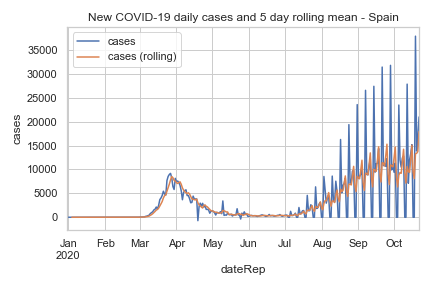 New COVID-19 daily cases and 5 day rolling mean - Spain
cases
cases (rolling)
35000
30000
25000
20000
15000
10000
5000
0
cases
Jan Feb Mar Apr May Jun Jul Aug Sep Oct
2020
dateRep